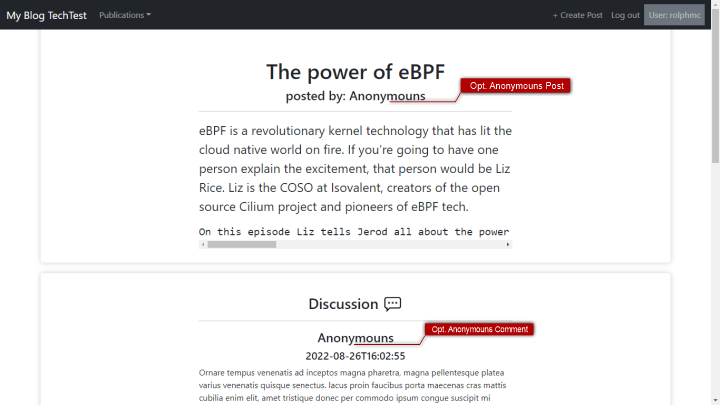 My Blog TechTest Publications + Create Post Log out User: rolphmc
The power of eBPF
Opt. Anonymouns Post
posted by: Anonymouns
eBPF is a revolutionary kernel technology that has lit the
cloud native world on fire. If you're going to have one
person explain the excitement, that person would be Liz
Rice. Liz is the COSO at Isovalent, creators of the open
source Cilium project and pioneers of eBPF tech.
On this episode Liz tells Jerod all about the power
Discussion
Opt. Anonymouns Comment
Anonymouns
2022-08-26T16:02:55
Ornare tempus venenatis ad inceptos magna pharetra, magna pellentesque platea
varius venenatis quisque senectus. lacus proin faucibus porta maecenas cras mattis
cubilia enim elit, amet tristique donec per commodo ipsum congue suscipit mi